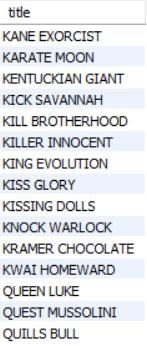 title
KANE EXORCIST
KARATE MOON
KENTUCKIAN GIANT
KICK SAVANNAH
KILL BROTHERHOOD
KILLER INNOCENT
KING EVOLUTION
KISS GLORY
KISSING DOLLS
KNOCK WARLOCK
KRAMER CHOCOLATE
KWAI HOMEWARD
QUEEN LUKE
QUEST MUSSOLINI
QUILLS BULL